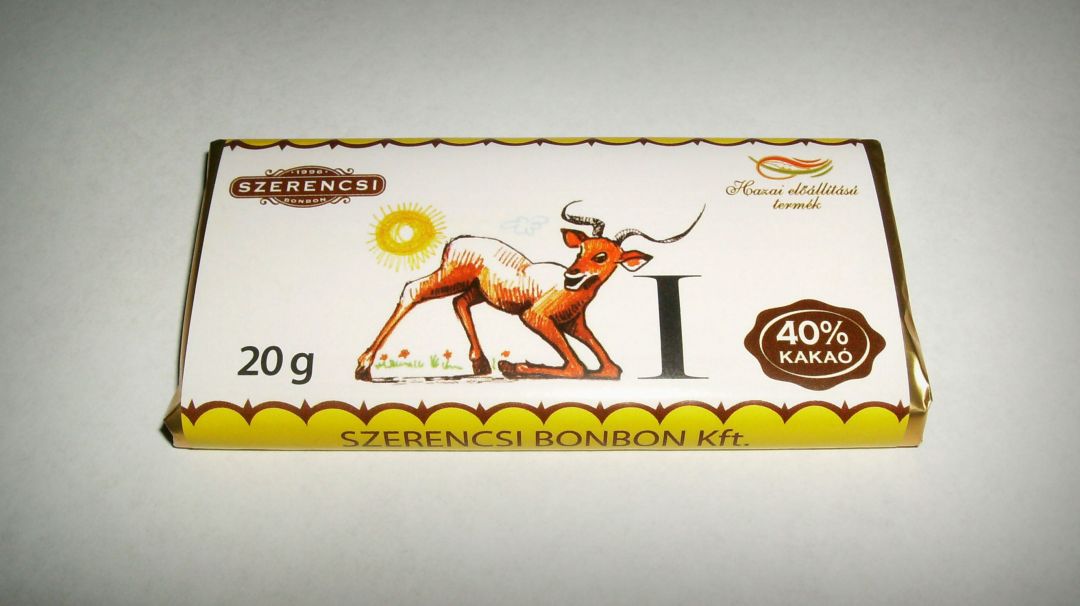 1996
SZERENCSI
BONBON
Hazai előállítású
termék
I
20 g
40%
KAKAÓ
SZERENCSI BONBON Kft.